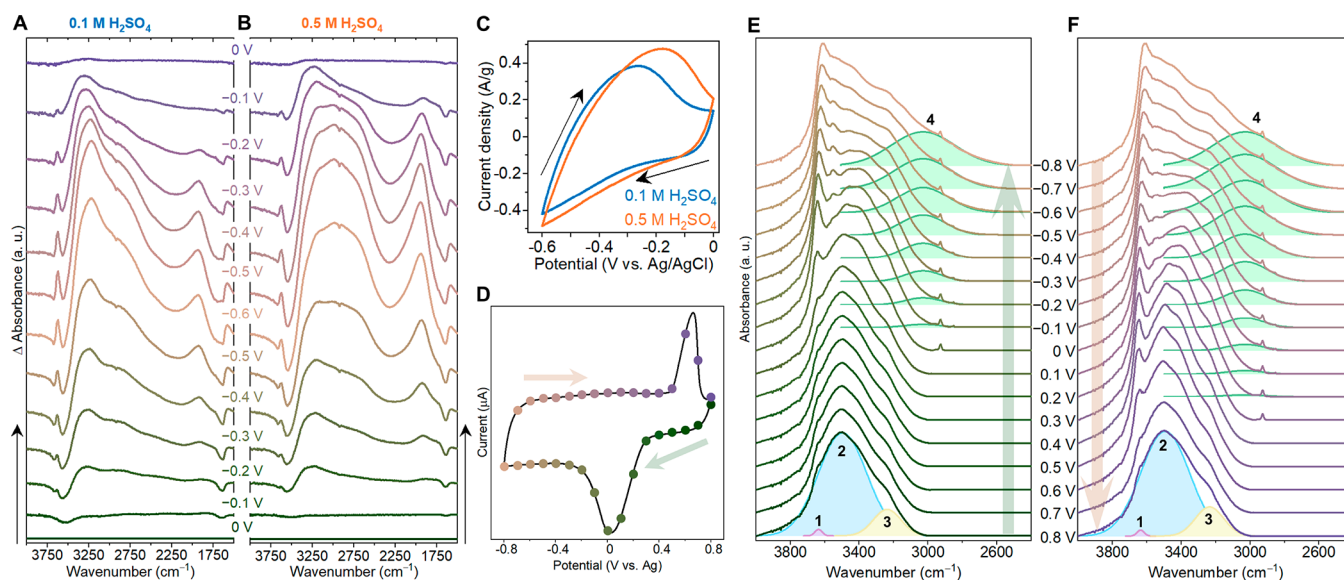 A
0.1 M H₂SO₄
B
0.5 M H₂SO₄
0 V
−0.1 V
−0.2 V
−0.3 V
−0.4 V
−0.5 V
−0.6 V
−0.5 V
−0.4 V
−0.3 V
−0.2 V
−0.1 V
0 V
Δ Absorbance (a. u.)
3750 3250 2250 1750
3750 3250 2250 1750
Wavenumber (cm⁻¹)
Wavenumber (cm⁻¹)
C
Current density (A/g)
0.4
0.2
0
−0.2
−0.4
0.1 M H₂SO₄
0.5 M H₂SO₄
−0.6 −0.4 −0.2 0
Potential (V vs. Ag/AgCl)
D
Current (μA)
−0.8 −0.4 0 0.4 0.8
Potential (V vs. Ag)
E
Absorbance (a. u.)
4
2
1
3
4000 3400 3000 2400
Wavenumber (cm⁻¹)
−0.8 V
−0.7 V
−0.6 V
−0.5 V
−0.4 V
−0.3 V
−0.2 V
−0.1 V
0 V
0.1 V
0.2 V
0.3 V
0.4 V
0.5 V
0.6 V
0.7 V
0.8 V
F
4
2
1
3
4000 3400 3000 2400
Wavenumber (cm⁻¹)